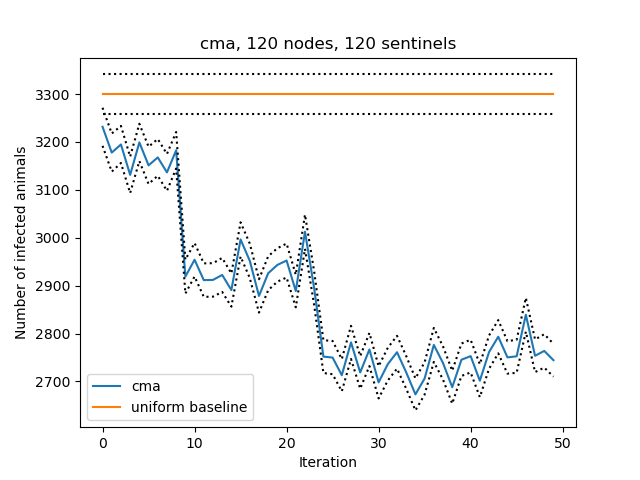 cma, 120 nodes, 120 sentinels
Number of infected animals
3300
3200
3100
3000
2900
2800
2700
cma
uniform baseline
0 10 20 30 40 50
Iteration